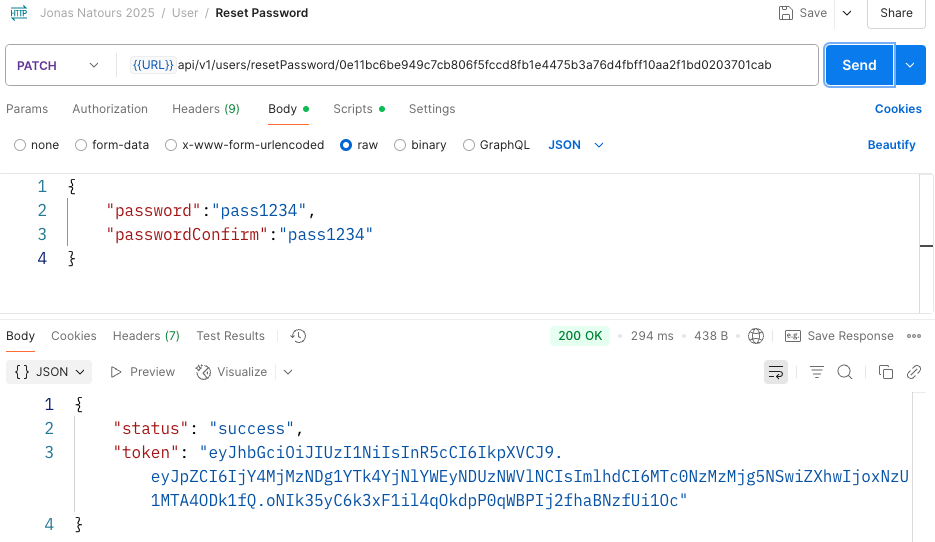 HTTP Jonas Natours 2025 / User / Reset Password Save Share
PATCH {{URL}} api/v1/users/resetPassword/0e11bc6be949c7cb806f5fccd8fb1e4475b3a76d4fbff10aa2f1bd0203701cab Send
Params Authorization Headers (9) Body Scripts Settings Cookies
none form-data x-www-form-urlencoded raw binary GraphQL JSON Beautify
1 {
2 "password":"pass1234",
3 "passwordConfirm":"pass1234"
4 }
Body Cookies Headers (7) Test Results 200 OK 294 ms 438 B e.g. Save Response
{} JSON Preview Visualize
1 {
2 "status": "success",
3 "token": "eyJhbGciOiJIUzI1NiIsInR5cCI6IkpXVCJ9.
eyJpZCI6IjY4MjMzNDg1YTk4YjNlYWEyNDUzNWVlNCIsImlhdCI6MTc0NzMzMjg5NSwiZXhwIjoxNzU
1MTA4ODk1fQ.oNIk35yC6k3xF1il4qOkdpP0qWBPIj2fhaBNzfUi1Oc"
4 }